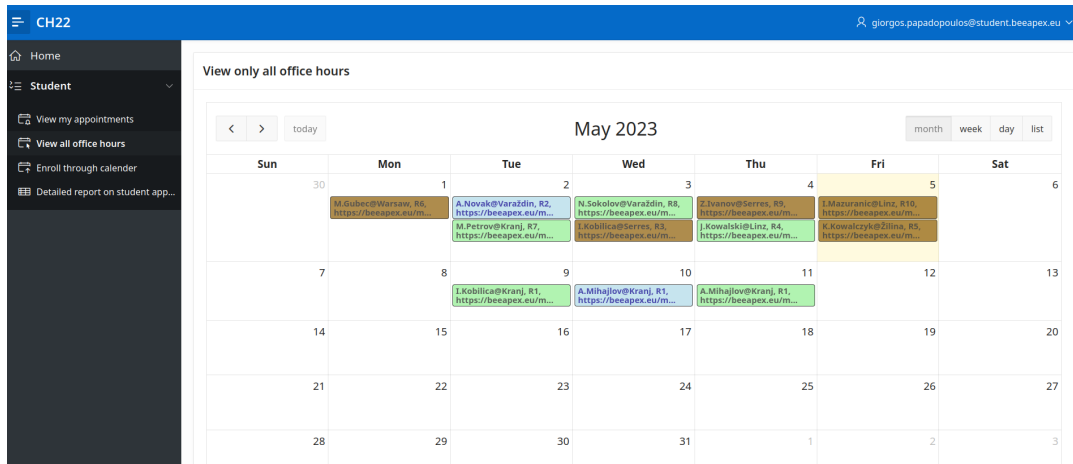 CH22
giorgos.papadopoulos@student.beeapex.eu
Home
Student
View my appointments
View all office hours
Enroll through calender
Detailed report on student app...
View only all office hours
today
May 2023
month week day list
Sun Mon Tue Wed Thu Fri Sat
30 1 2 3 4 5 6
M.Gubec@Warsaw, R6,
https://beeapex.eu/m...
A.Novak@Varaždin, R2,
https://beeapex.eu/m...
N.Sokolov@Varaždin, R8,
https://beeapex.eu/m...
Z.Ivanov@Serres, R9,
https://beeapex.eu/m...
I.Mazuranic@Linz, R10,
https://beeapex.eu/m...
M.Petrov@Kranj, R7,
https://beeapex.eu/m...
I.Kobilica@Serres, R3,
https://beeapex.eu/m...
J.Kowalski@Linz, R4,
https://beeapex.eu/m...
K.Kowalczyk@Žilina, R5,
https://beeapex.eu/m...
7 8 9 10 11 12 13
I.Kobilica@Kranj, R1,
https://beeapex.eu/m...
A.Mihajlov@Kranj, R1,
https://beeapex.eu/m...
A.Mihajlov@Kranj, R1,
https://beeapex.eu/m...
14 15 16 17 18 19 20
21 22 23 24 25 26 27
28 29 30 31 1 2 3